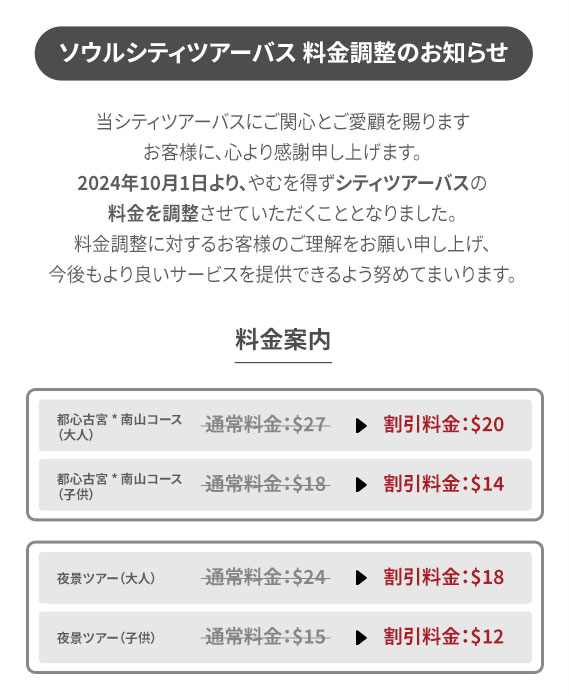 ソウルシティツアーバス 料金調整のお知らせ
当シティツアーバスにご関心とご愛顧を賜ります
お客様に、心より感謝申し上げます。
2024年10月1日より、やむを得ずシティツアーバスの
料金を調整させていただくこととなりました。
料金調整に対するお客様のご理解をお願い申し上げ、
今後もより良いサービスを提供できるよう努めてまいります。
料金案内
都心古宮 * 南山コース
（大人）
通常料金：$27 ▶ 割引料金：$20
都心古宮 * 南山コース
（子供）
通常料金：$18 ▶ 割引料金：$14
夜景ツアー（大人） 通常料金：$24 ▶ 割引料金：$18
夜景ツアー（子供） 通常料金：$15 ▶ 割引料金：$12